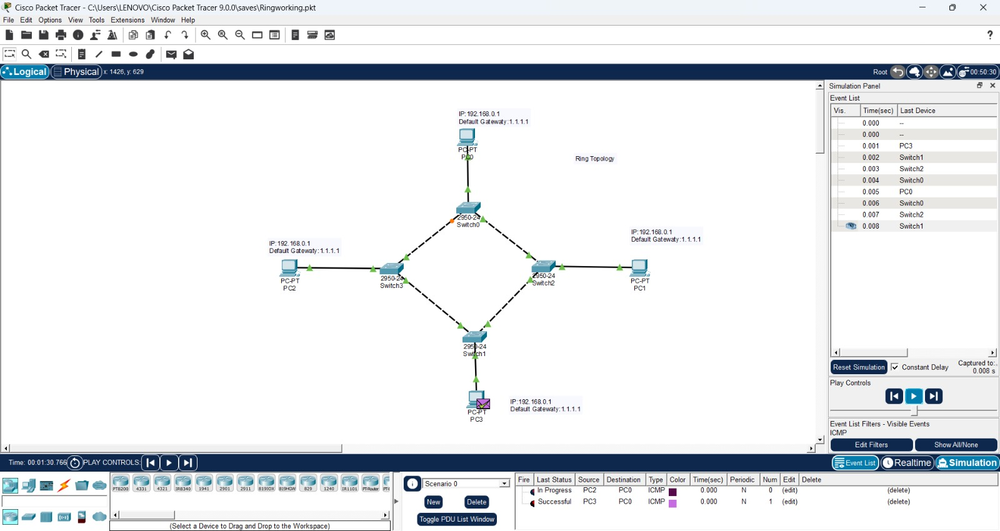 Cisco Packet Tracer - C:\Users\LENOVO\Cisco Packet Tracer 9.0.0\saves\Ringworking.pkt
File Edit Options View Tools Extensions Window Help
?
Logical Physical x: 1426, y: 629 Root 00:50:30
IP:192.168.0.1
Default Gatewaty:1.1.1.1
PC-PT
PC0
Ring Topology
2950-24
Switch0
IP:192.168.0.1
Default Gatewaty:1.1.1.1
IP:192.168.0.1
Default Gatewaty:1.1.1.1
PC-PT
PC2
2950-24
Switch3
2950-24
Switch2
PC-PT
PC1
2950-24
Switch1
PC-PT
PC3
IP:192.168.0.1
Default Gatewaty:1.1.1.1
Simulation Panel
Event List
Vis. Time(sec) Last Device
0.000 --
0.000 --
0.001 PC3
0.002 Switch1
0.003 Switch2
0.004 Switch0
0.005 PC0
0.006 Switch0
0.007 Switch2
0.008 Switch1
Reset Simulation Constant Delay Captured to:
0.008 s
Play Controls
Event List Filters - Visible Events
ICMP
Edit Filters Show All/None
Time: 00:01:30.766 PLAY CONTROLS: Event List Realtime Simulation
PT8200 4331 4321 IR8340 1941 2901 2911 819IOX 819HGW 829 1240 IR1101 PT-Router
(Select a Device to Drag and Drop to the Workspace)
Scenario 0
New Delete
Toggle PDU List Window
Fire Last Status Source Destination Type Color Time(sec) Periodic Num Edit Delete
In Progress PC2 PC0 ICMP 0.000 N 0 (edit) (delete)
Successful PC3 PC0 ICMP 0.000 N 1 (edit) (delete)